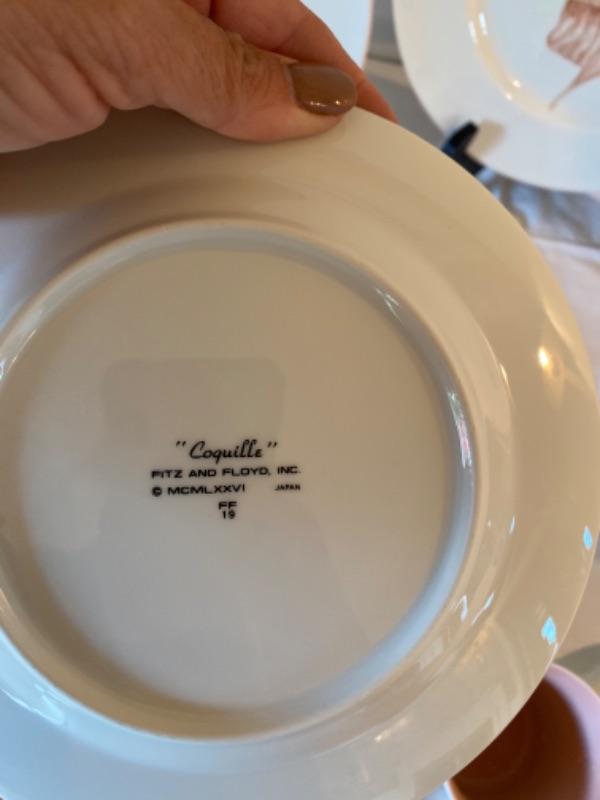 "Coquille"
FITZ AND FLOYD, INC.
© MCMLXXVI JAPAN
FF
19